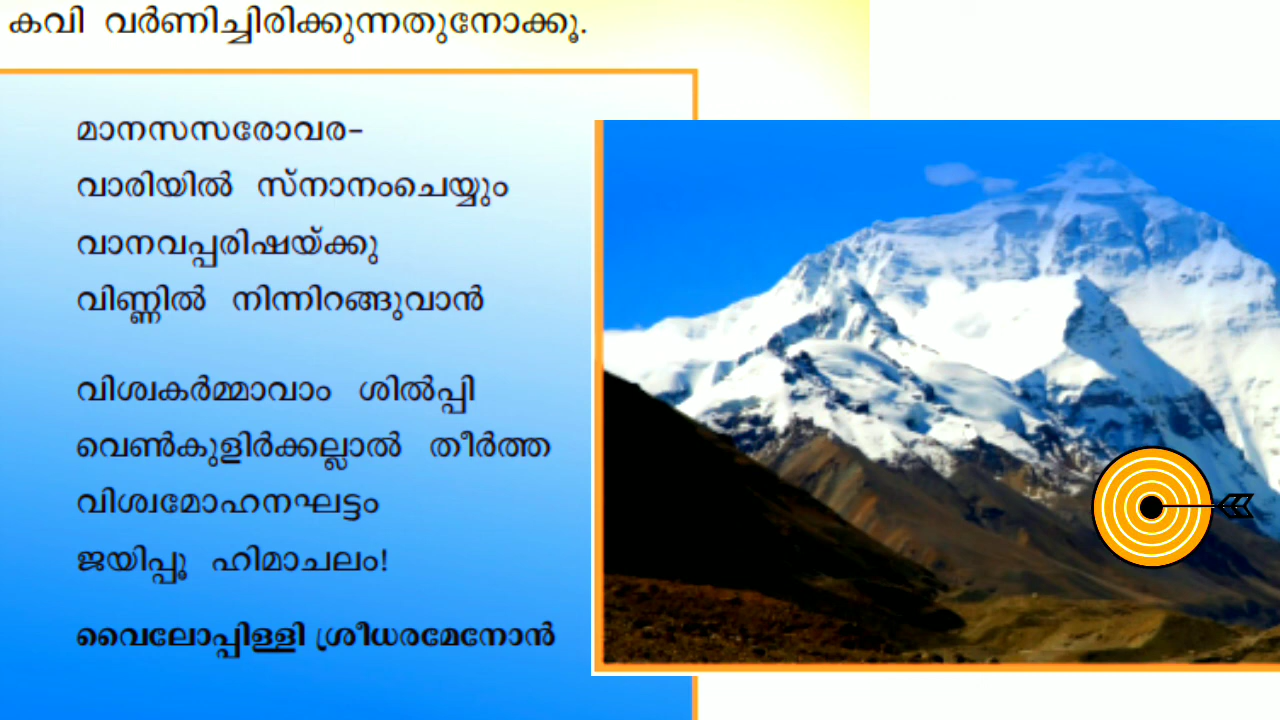 കവി വർണിച്ചിരിക്കുന്നതുനോക്കൂ.
മാനസസരോവര-
വാരിയിൽ സ്നാനംചെയ്യും
വാനവപ്പരിഷയ്ക്കു
വിണ്ണിൽ നിന്നിറങ്ങുവാൻ
വിശ്വകർമ്മാവാം ശിൽപ്പി
വെൺകുളിർക്കല്ലാൽ തീർത്ത
വിശ്വമോഹനഘട്ടം
ജയിപ്പൂ ഹിമാചലം!
വൈലോപ്പിള്ളി ശ്രീധരമേനോൻ